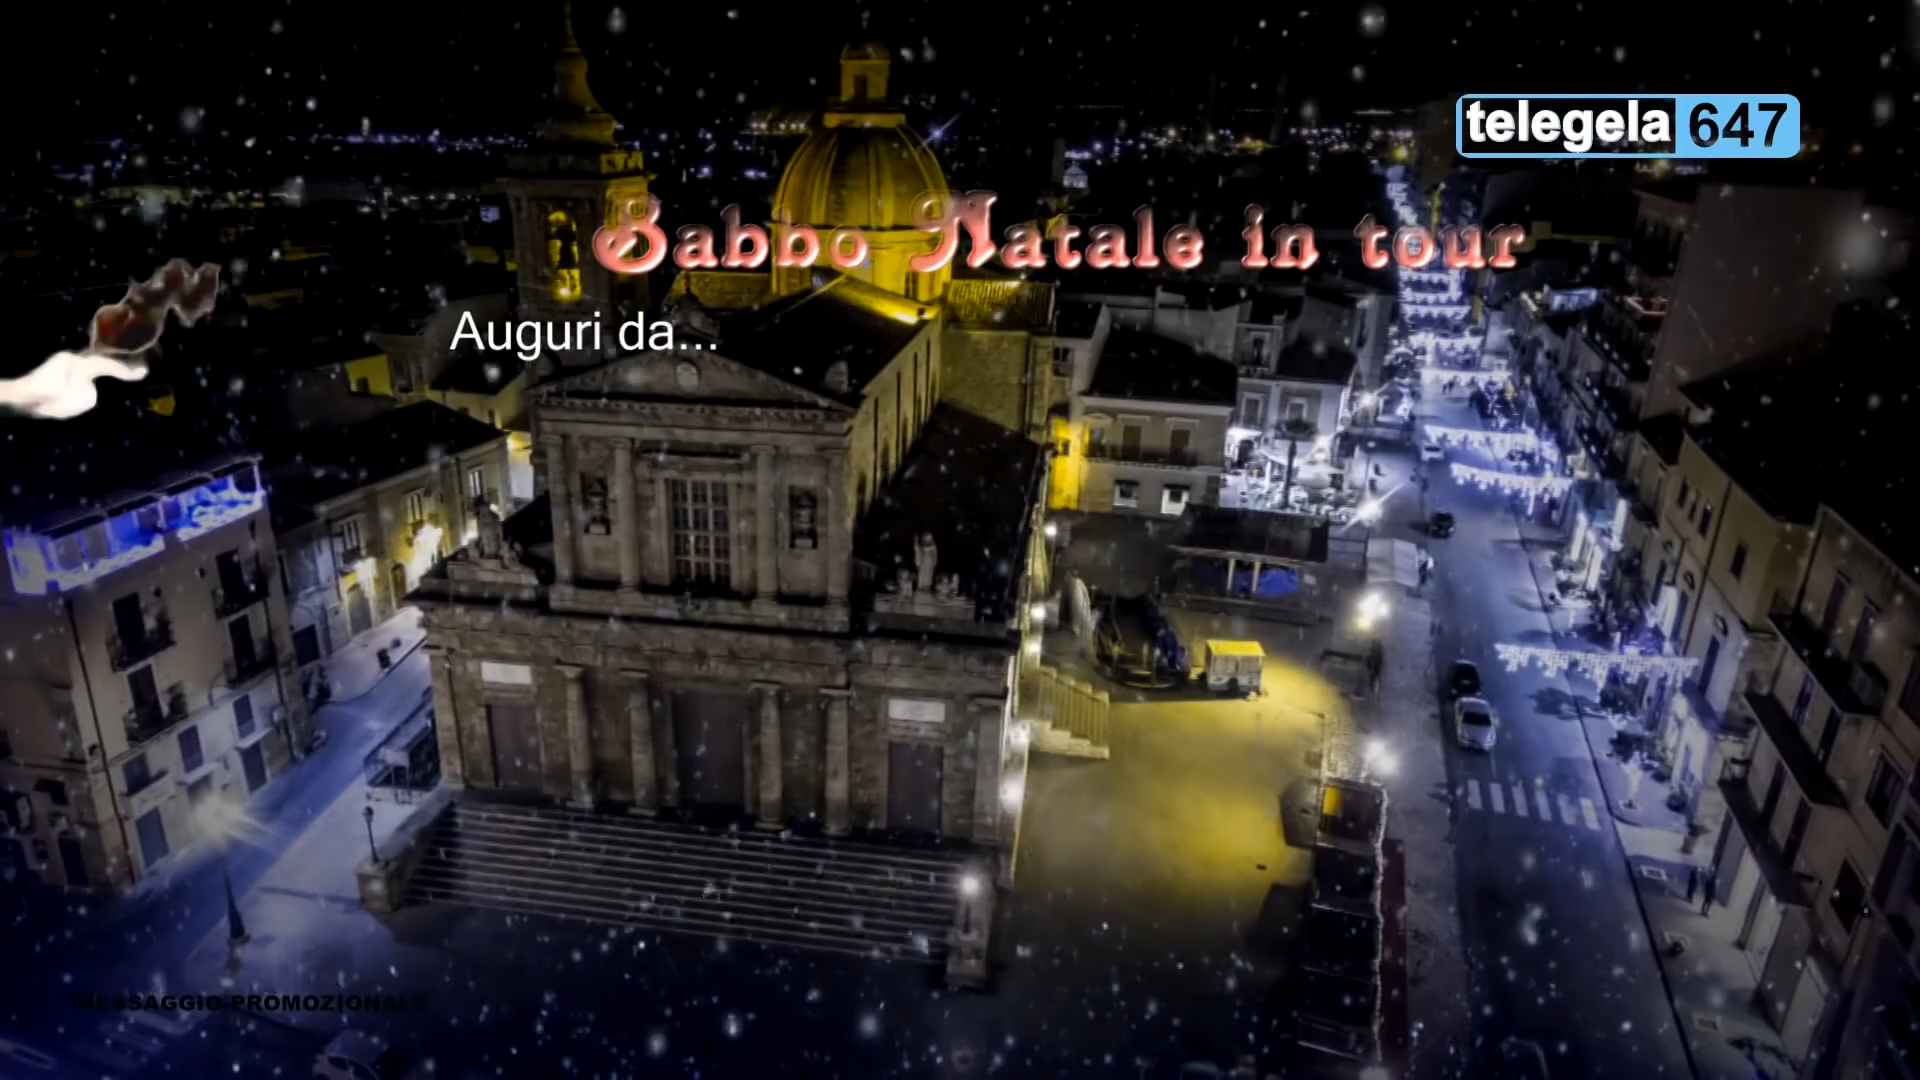 telegela 647
Babbo Natale in tour
Auguri da...
MESSAGGIO PROMOZIONALE